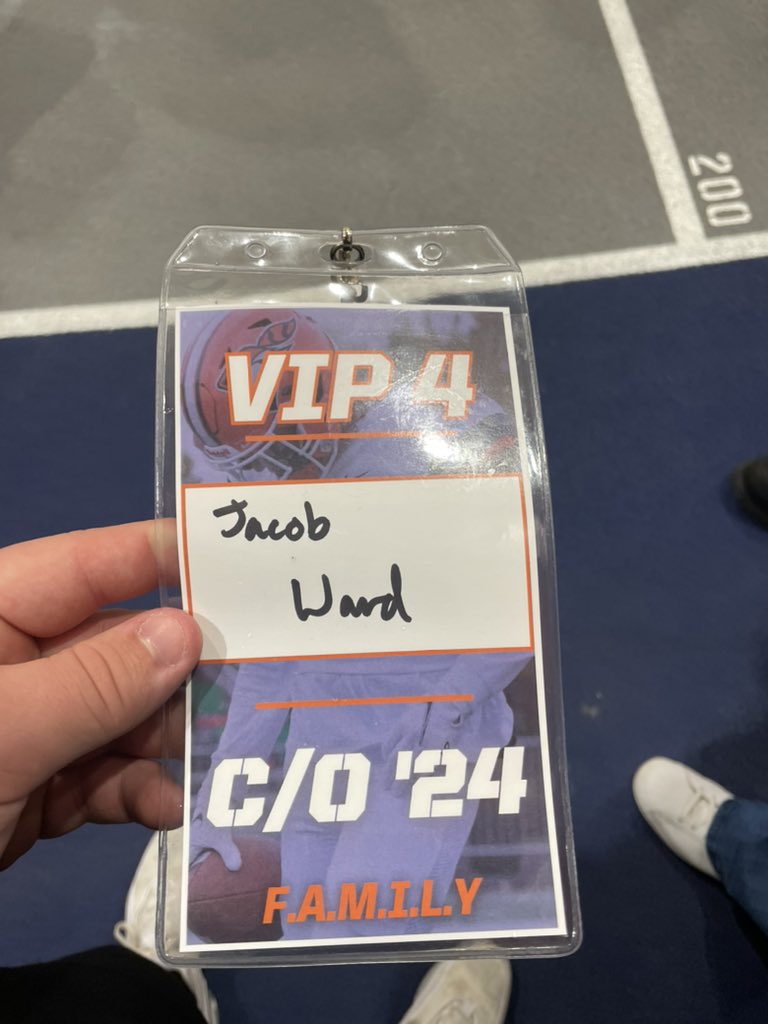 200
VIP 4
Jacob
Ward
C/O '24
F.A.M.I.L.Y